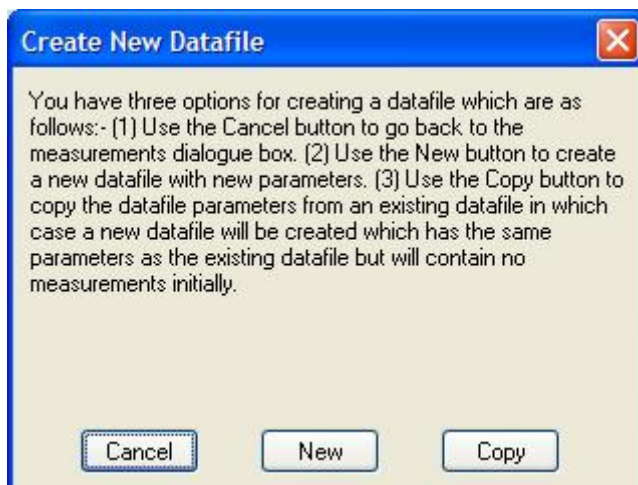 Create New Datafile
You have three options for creating a datafile which are as
follows:- (1) Use the Cancel button to go back to the
measurements dialogue box. (2) Use the New button to create
a new datafile with new parameters. (3) Use the Copy button to
copy the datafile parameters from an existing datafile in which
case a new datafile will be created which has the same
parameters as the existing datafile but will contain no
measurements initially.
Cancel New Copy